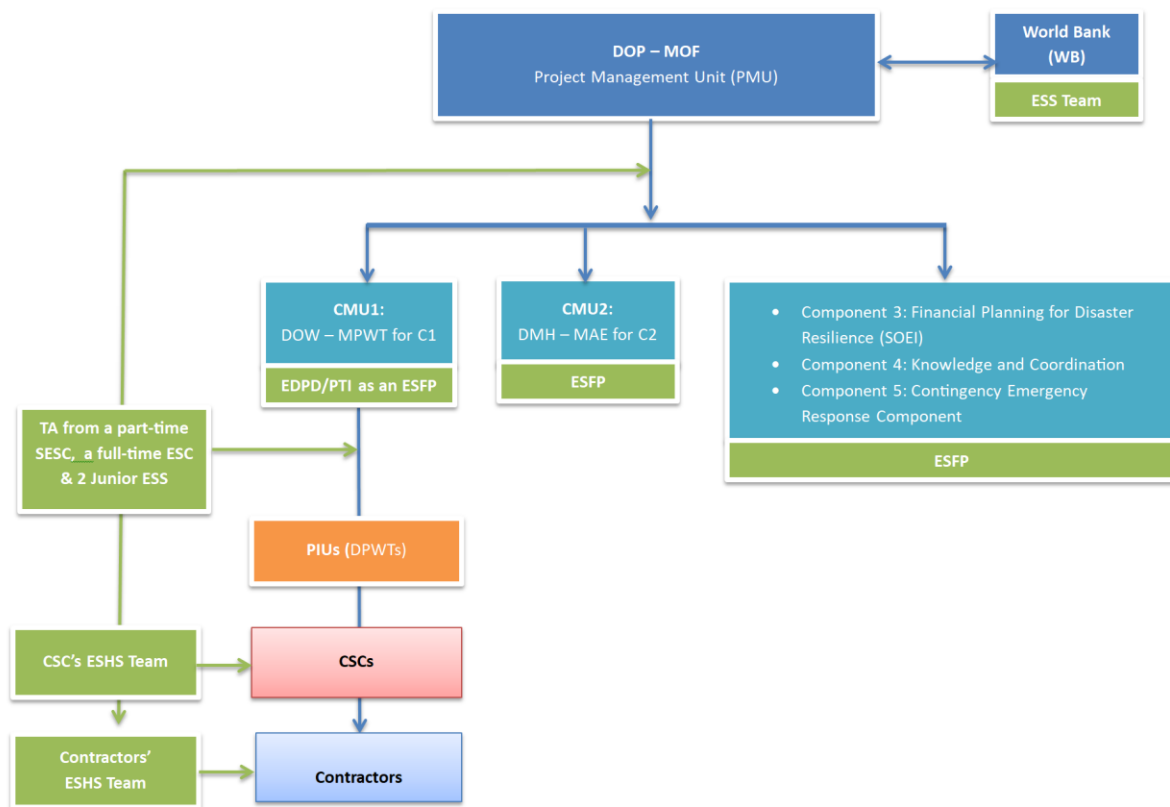 DOP – MOF
Project Management Unit (PMU)
World Bank
(WB)
ESS Team
CMU1:
DOW – MPWT for C1
EDPD/PTI as an ESFP
CMU2:
DMH – MAE for C2
ESFP
• Component 3: Financial Planning for Disaster
Resilience (SOEI)
• Component 4: Knowledge and Coordination
• Component 5: Contingency Emergency
Response Component
ESFP
TA from a part-time
SESC, a full-time ESC
& 2 Junior ESS
PIUs (DPWTs)
CSC’s ESHS Team
CSCs
Contractors’
ESHS Team
Contractors